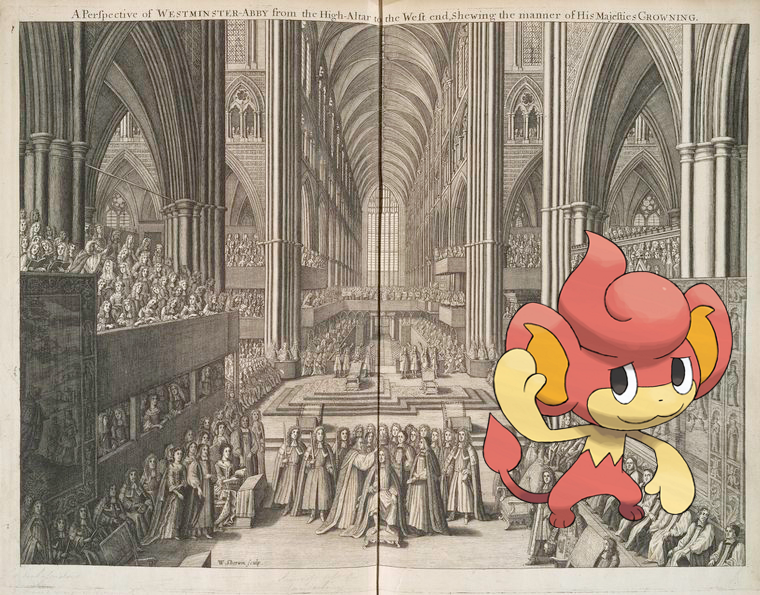 A Perspective of WESTMINSTER-ABBY from the High-Altar to the West end, Shewing the manner of His Majesties CROWNING.
W. Sherwin sculp.